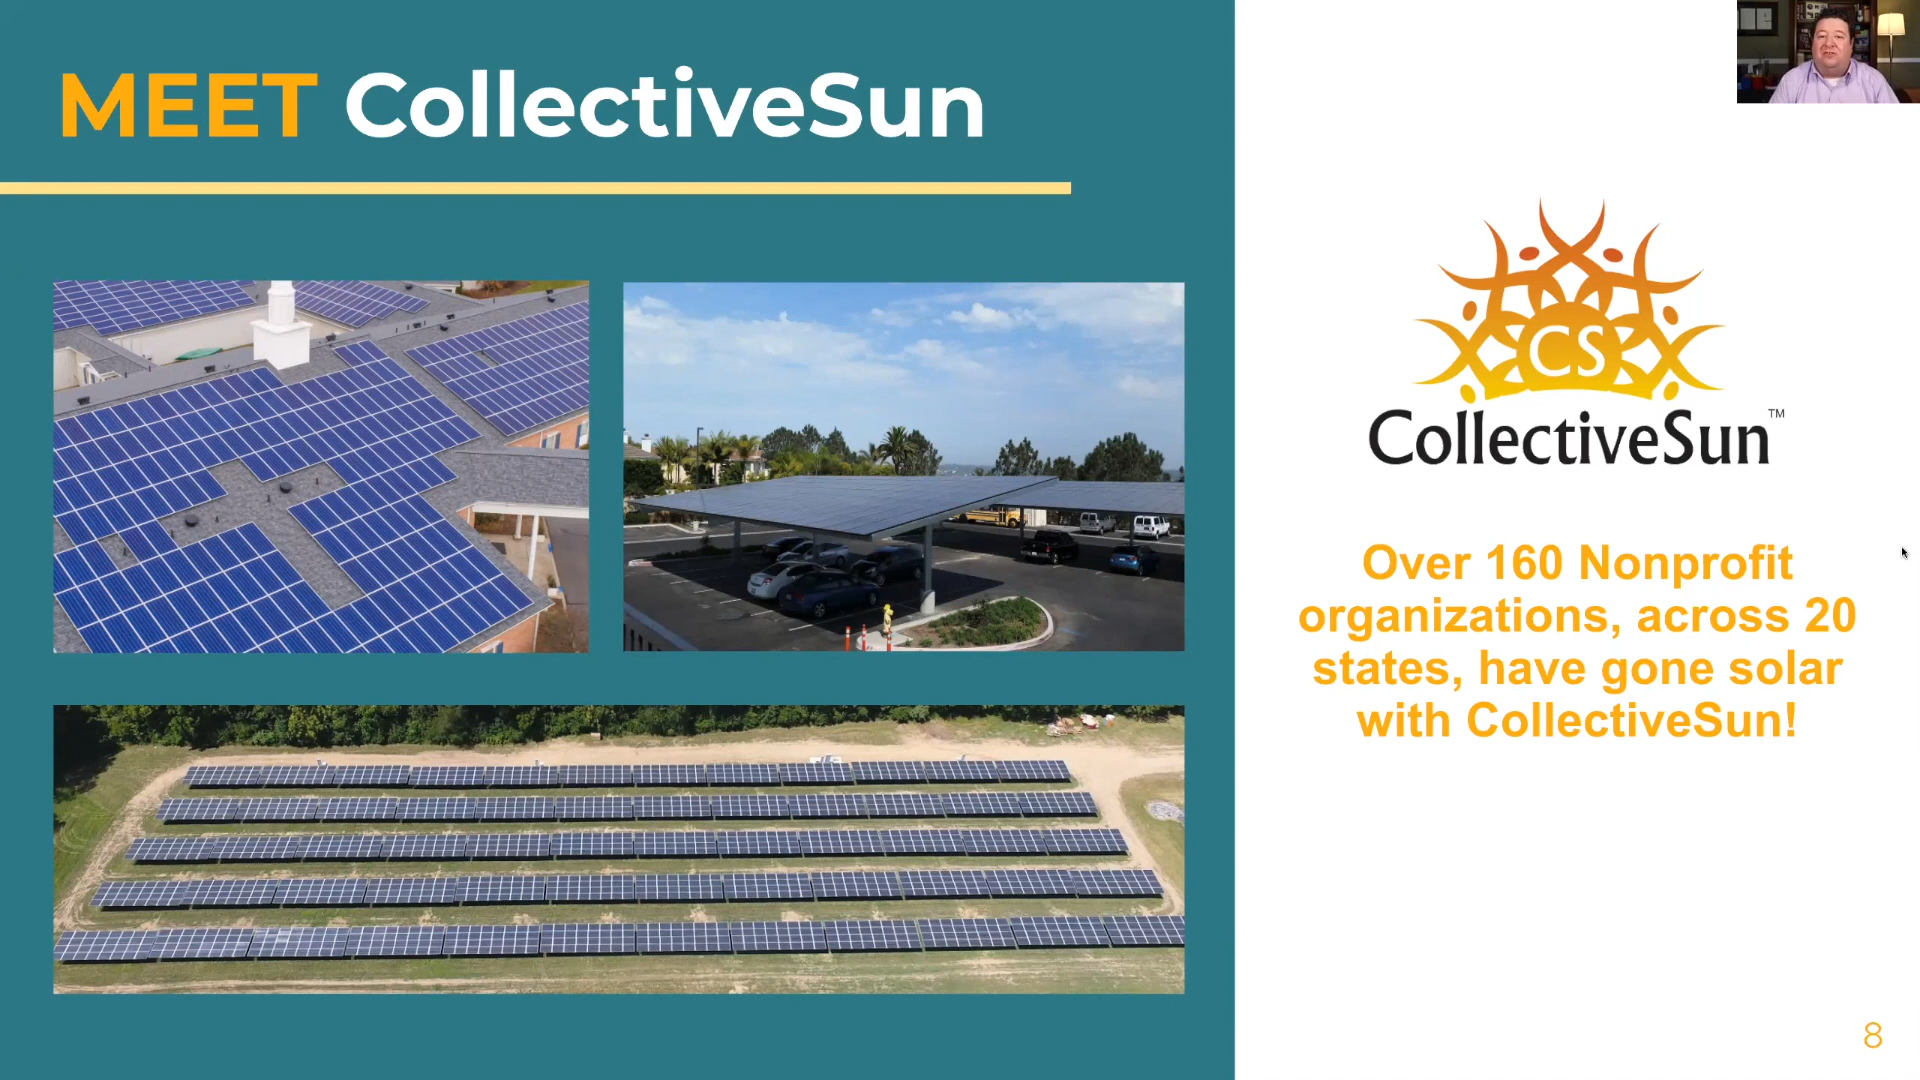 MEET CollectiveSun
CS
CollectiveSun™
Over 160 Nonprofit
organizations, across 20
states, have gone solar
with CollectiveSun!
8